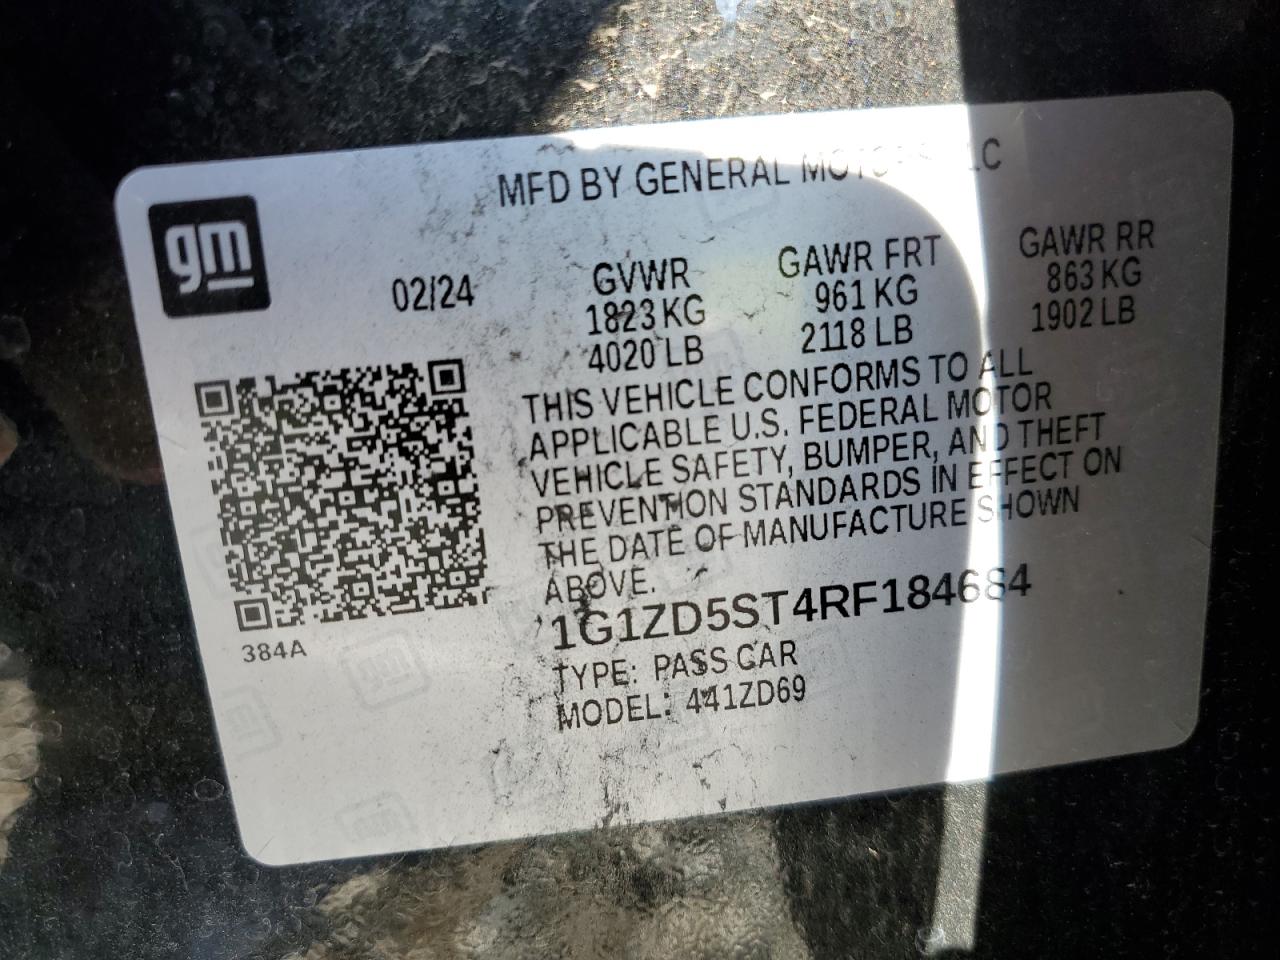 MFD BY GENERAL MOTORS LLC
gm
02/24
GVWR
1823 KG
4020 LB
GAWR FRT
961 KG
2118 LB
GAWR RR
863 KG
1902 LB
THIS VEHICLE CONFORMS TO ALL
APPLICABLE U.S. FEDERAL MOTOR
VEHICLE SAFETY, BUMPER, AND THEFT
PREVENTION STANDARDS IN EFFECT ON
THE DATE OF MANUFACTURE SHOWN
ABOVE.
1G1ZD5ST4RF184684
TYPE: PASS CAR
MODEL: 441ZD69
384A